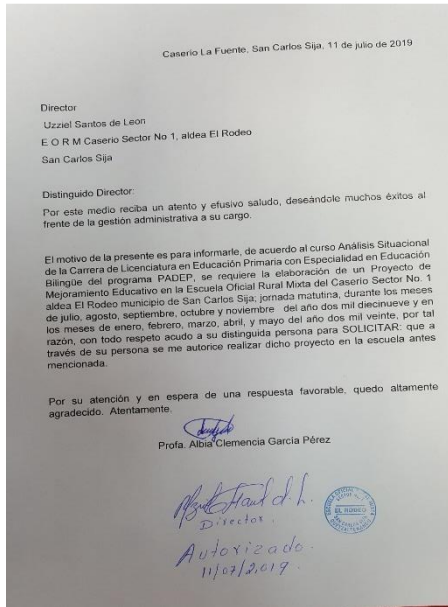 Caserio La Fuente, San Carlos Sija, 11 de julio de 2019
Director
Uzziel Santos de Leon
E O R M Caserio Sector No 1, aldea El Rodeo
San Carlos Sija
Distinguido Director:
Por este medio reciba un atento y efusivo saludo, deseándole muchos éxitos al
frente de la gestión administrativa a su cargo.
El motivo de la presente es para informarle, de acuerdo al curso Análisis Situacional
de la Carrera de Licenciatura en Educación Primaria con Especialidad en Educación
Bilingüe del programa PADEP, se requiere la elaboración de un Proyecto de
Mejoramiento Educativo en la Escuela Oficial Rural Mixta del Caserio Sector No. 1
aldea El Rodeo municipio de San Carlos Sija; jornada matutina, durante los meses
de julio, agosto, septiembre, octubre y noviembre del año dos mil diecinueve y en
los meses de enero, febrero, marzo, abril, y mayo del año dos mil veinte, por tal
razón, con todo respeto acudo a su distinguida persona para SOLICITAR: que a
través de su persona se me autorice realizar dicho proyecto en la escuela antes
mencionada.
Por su atención y en espera de una respuesta favorable, quedo altamente
agradecido. Atentamente.
Profa. Albia Clemencia García Pérez
Director.
EL RODEO
Autorizado.
11/07/2019.